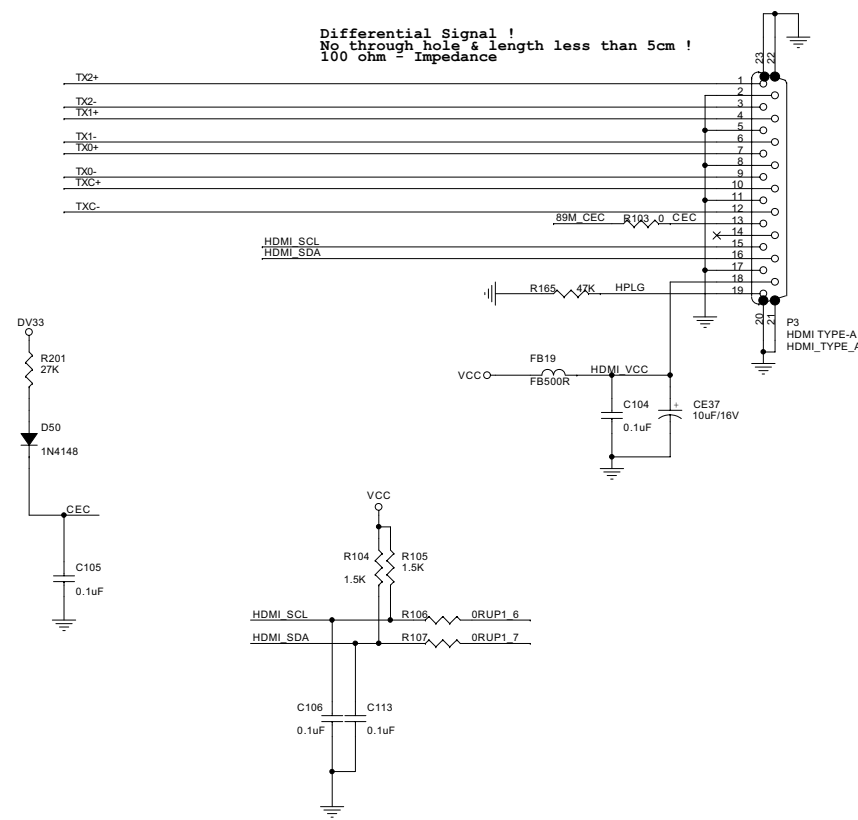 Differential Signal !
No through hole & length less than 5cm !
100 ohm - Impedance
23
22
TX2+
1
2
TX2-
3
TX1+
4
5
TX1-
6
TX0+
7
8
TX0-
9
TXC+
10
11
TXC-
12
89M_CEC
R103
0
CEC
13
14
HDMI_SCL
15
HDMI_SDA
16
17
18
R165
47K
HPLG
19
20
21
P3
HDMI TYPE-A
HDMI_TYPE_A
DV33
R201
27K
FB19
VCC
FB500R
HDMI_VCC
C104
0.1uF
+
CE37
10uF/16V
D50
1N4148
CEC
C105
0.1uF
VCC
R104
1.5K
R105
1.5K
HDMI_SCL
R106
0RUP1_6
HDMI_SDA
R107
0RUP1_7
C106
0.1uF
C113
0.1uF